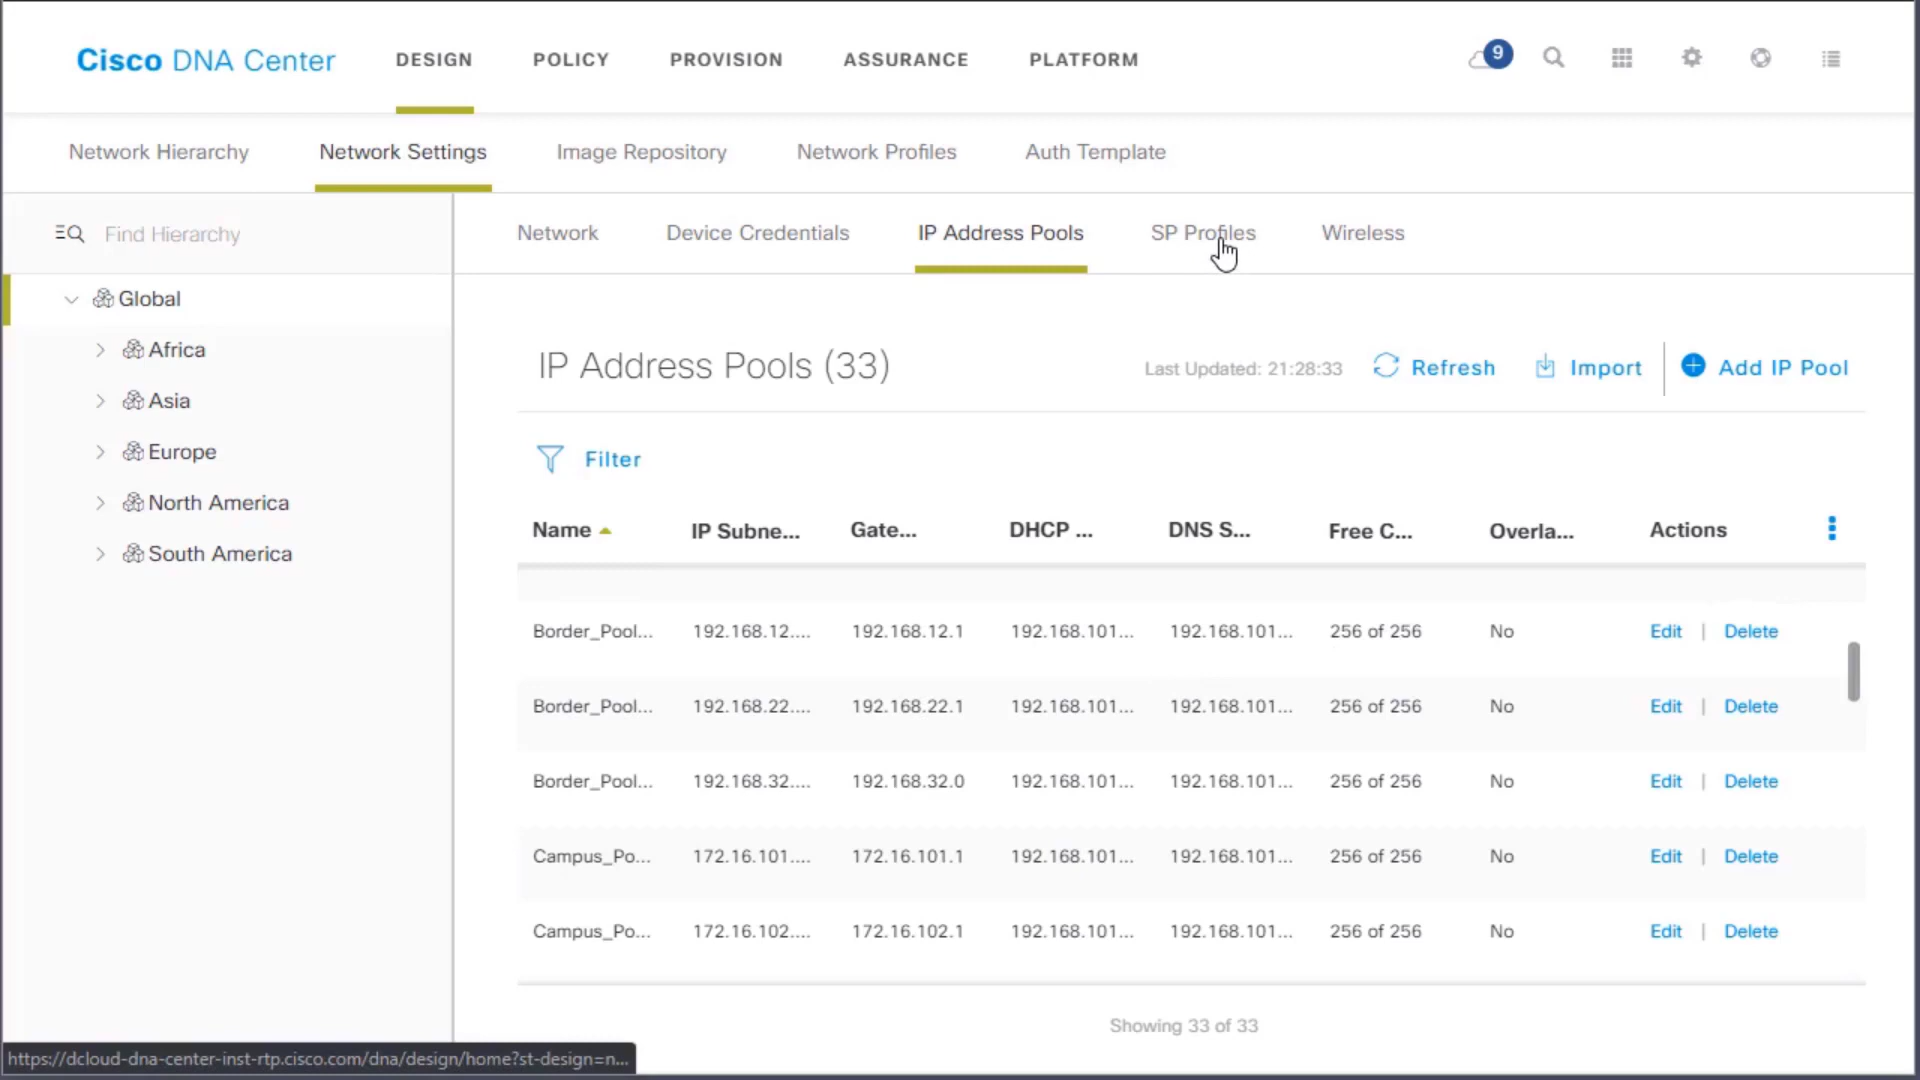 Cisco DNA Center DESIGN POLICY PROVISION ASSURANCE PLATFORM 9
Network Hierarchy Network Settings Image Repository Network Profiles Auth Template
Find Hierarchy
Network Device Credentials IP Address Pools SP Profiles Wireless
Global
Africa
Asia
Europe
North America
South America
IP Address Pools (33) Last Updated: 21:28:33 Refresh Import Add IP Pool
Filter
Name IP Subne... Gate... DHCP ... DNS S... Free C... Overla... Actions
Border_Pool... 192.168.12.... 192.168.12.1 192.168.101... 192.168.101... 256 of 256 No Edit | Delete
Border_Pool... 192.168.22.... 192.168.22.1 192.168.101... 192.168.101... 256 of 256 No Edit | Delete
Border_Pool... 192.168.32.... 192.168.32.0 192.168.101... 192.168.101... 256 of 256 No Edit | Delete
Campus_Po... 172.16.101.... 172.16.101.1 192.168.101... 192.168.101... 256 of 256 No Edit | Delete
Campus_Po... 172.16.102.... 172.16.102.1 192.168.101... 192.168.101... 256 of 256 No Edit | Delete
Showing 33 of 33
https://dcloud-dna-center-inst-rtp.cisco.com/dna/design/home?st-design=n...